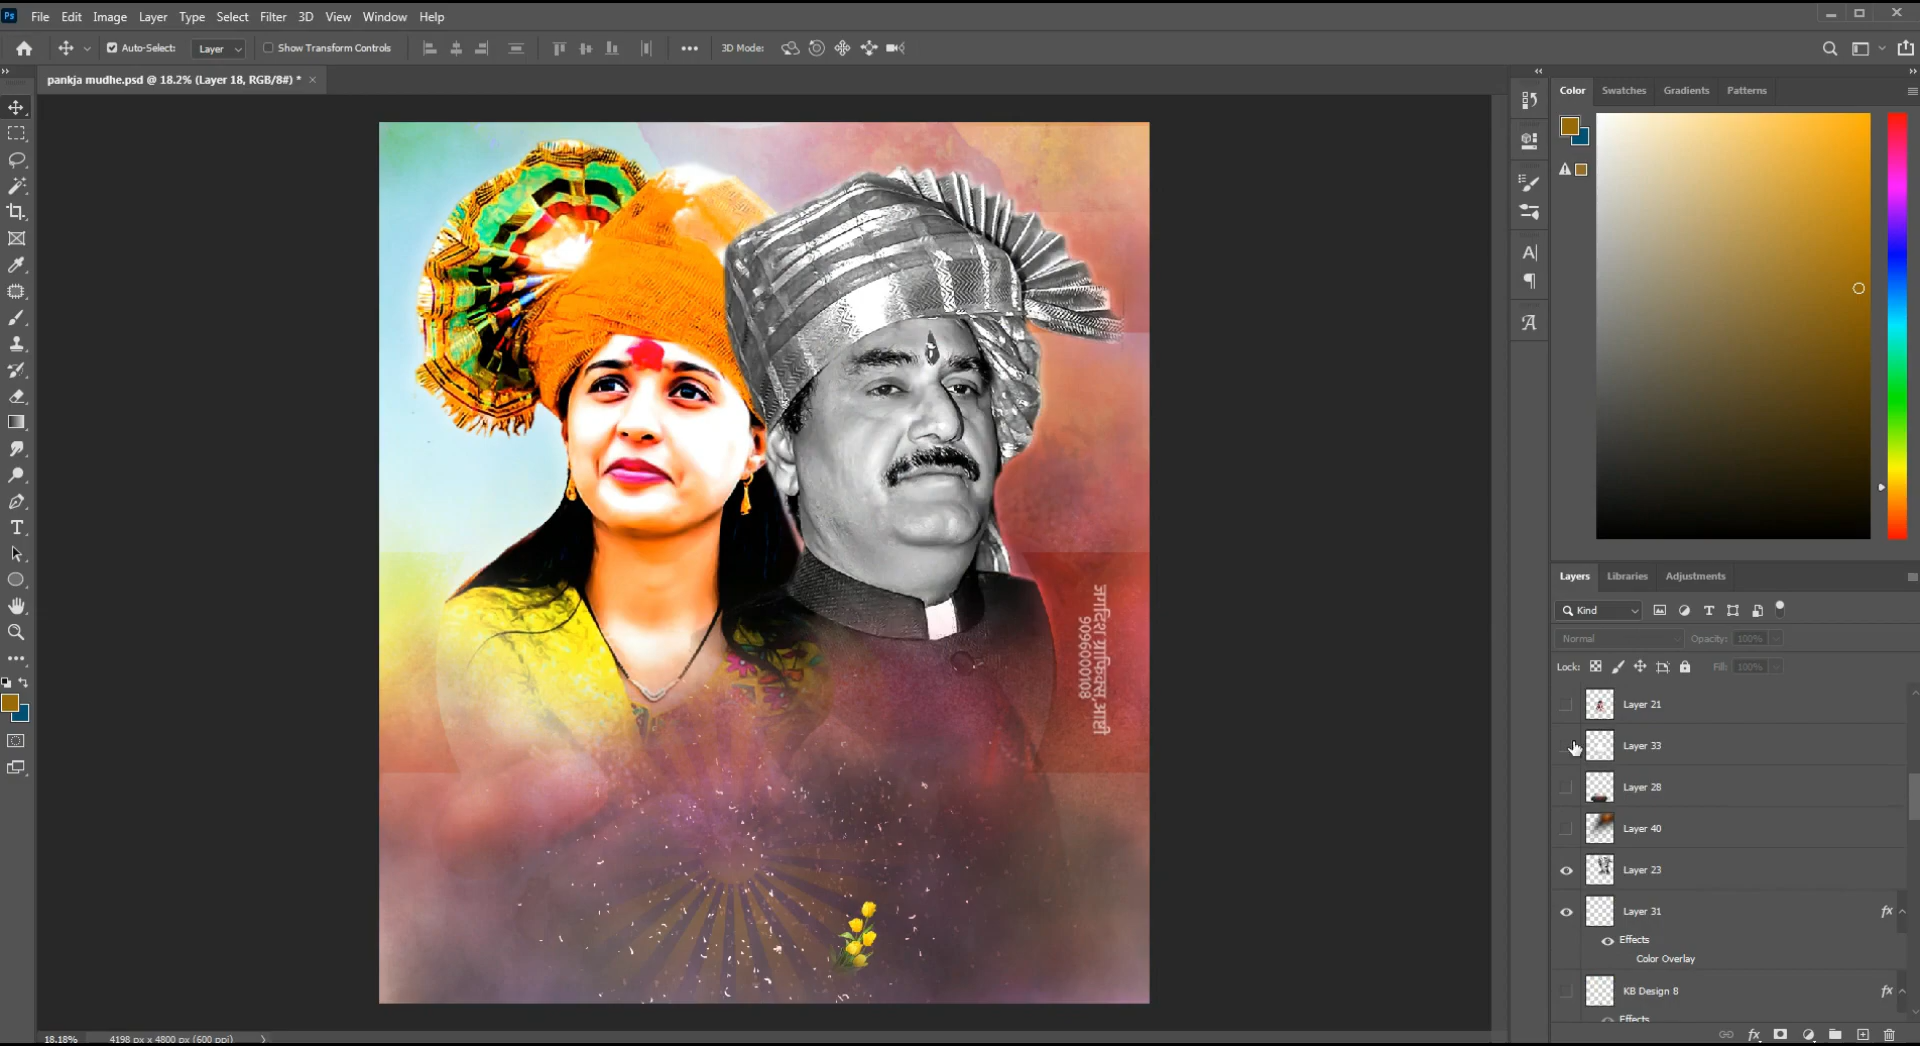 Ps
File Edit Image Layer Type Select Filter 3D View Window Help
Auto-Select: Layer Show Transform Controls 3D Mode:
pankja mudhe.psd @ 18.2% (Layer 18, RGB/8#) *
Color Swatches Gradients Patterns
Layers Libraries Adjustments
Kind
Normal Opacity: 100%
Lock: Fill: 100%
Layer 21
Layer 33
Layer 28
Layer 40
Layer 23
Layer 31 fx
Effects
Color Overlay
KB Design 8 fx
Effects
18.18% 4198 px x 4800 px (600 ppi)